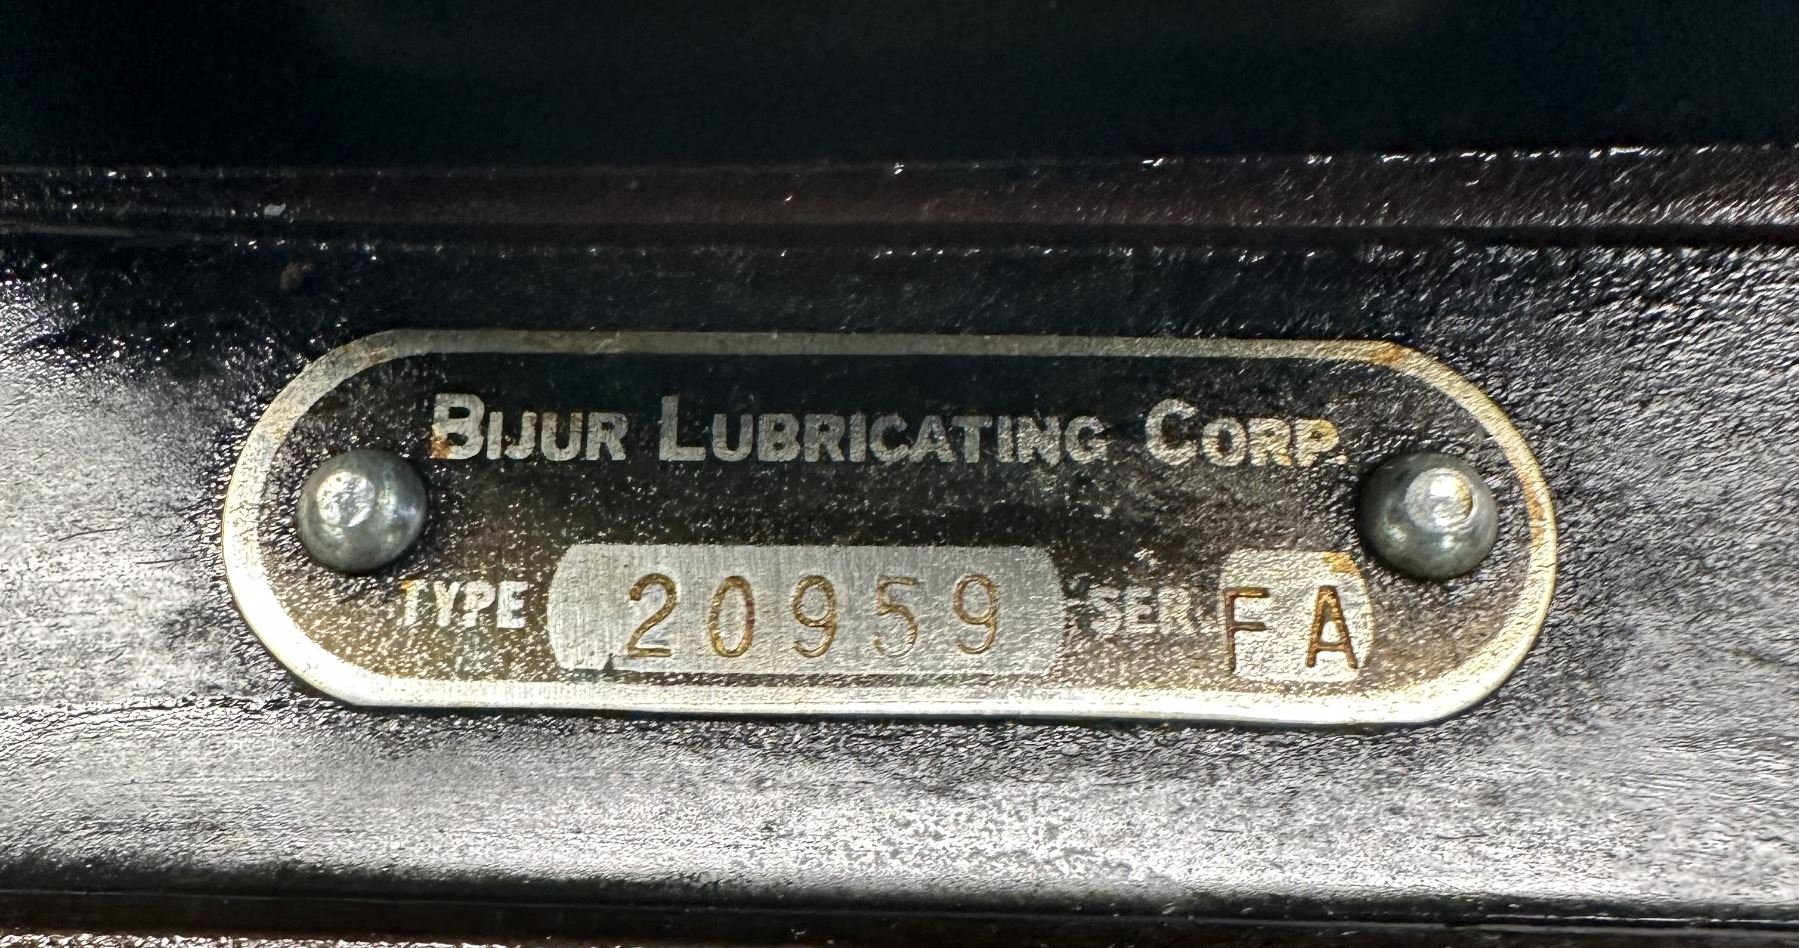 BIJUR LUBRICATING CORP.
TYPE 20959 SER. FA